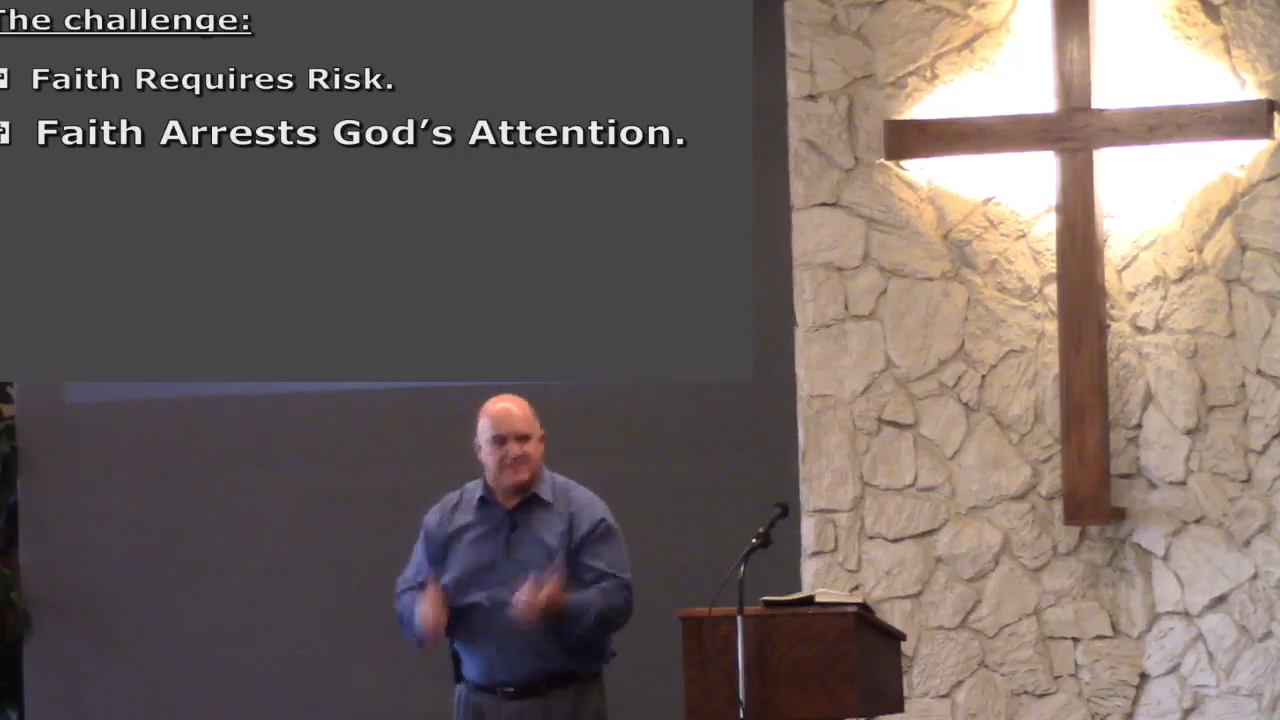 The challenge:
Faith Requires Risk.
Faith Arrests God’s Attention.